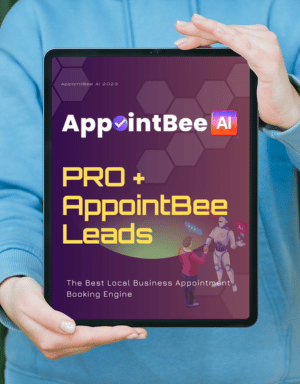 AppointBee AI 2023
AppointBee AI
PRO +
AppointBee
Leads
The Best Local Business Appointment
Booking Engine